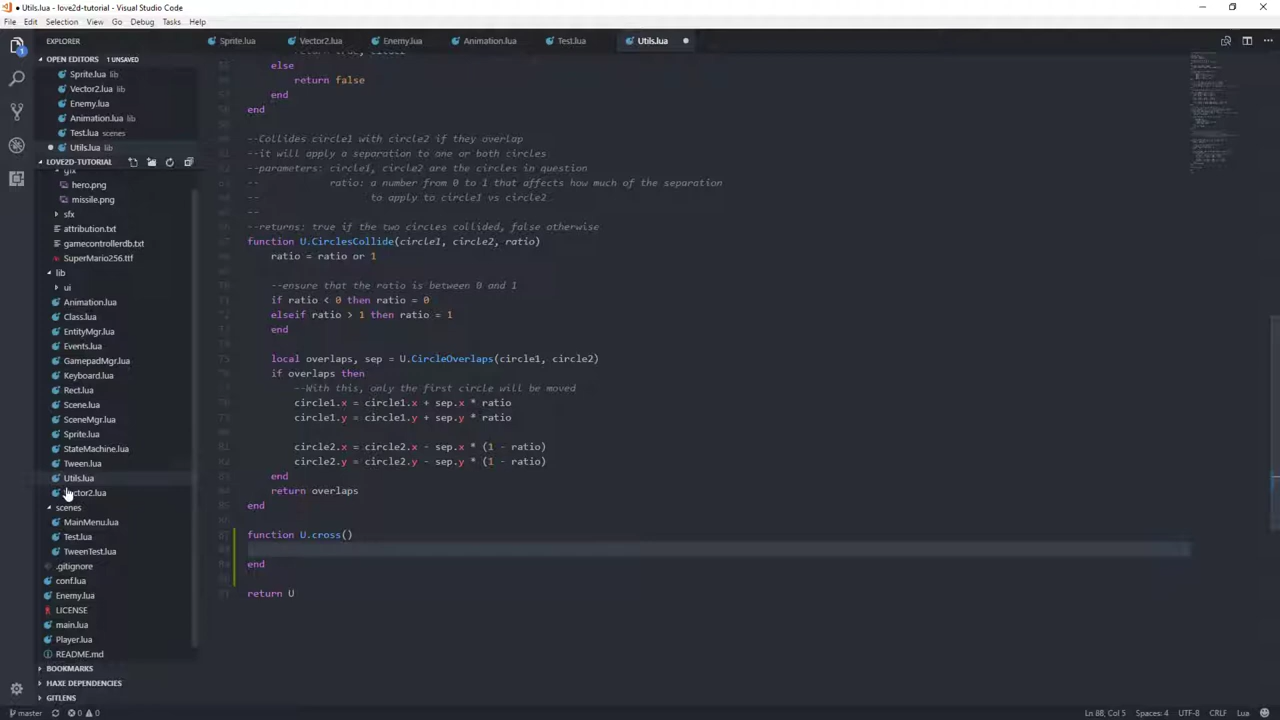 ● Utils.lua - love2d-tutorial - Visual Studio Code
File Edit Selection View Go Debug Tasks Help
EXPLORER
OPEN EDITORS 1 UNSAVED
Sprite.lua lib
Vector2.lua lib
Enemy.lua
Animation.lua lib
Test.lua scenes
Utils.lua lib
LOVE2D-TUTORIAL
gfx
hero.png
missile.png
sfx
attribution.txt
gamecontrollerdb.txt
SuperMario256.ttf
lib
ui
Animation.lua
Class.lua
EntityMgr.lua
Events.lua
GamepadMgr.lua
Keyboard.lua
Rect.lua
Scene.lua
SceneMgr.lua
Sprite.lua
StateMachine.lua
Tween.lua
Utils.lua
Vector2.lua
scenes
MainMenu.lua
Test.lua
TweenTest.lua
.gitignore
conf.lua
Enemy.lua
LICENSE
main.lua
Player.lua
README.md
BOOKMARKS
HAXE DEPENDENCIES
GITLENS
Sprite.lua Vector2.lua Enemy.lua Animation.lua Test.lua Utils.lua
else
return false
end
end
--Collides circle1 with circle2 if they overlap
--it will apply a separation to one or both circles
--parameters: circle1, circle2 are the circles in question
-- ratio: a number from 0 to 1 that affects how much of the separation
-- to apply to circle1 vs circle2
--
--returns: true if the two circles collided, false otherwise
function U.CirclesCollide(circle1, circle2, ratio)
ratio = ratio or 1
--ensure that the ratio is between 0 and 1
if ratio < 0 then ratio = 0
elseif ratio > 1 then ratio = 1
end
local overlaps, sep = U.CircleOverlaps(circle1, circle2)
if overlaps then
--With this, only the first circle will be moved
circle1.x = circle1.x + sep.x * ratio
circle1.y = circle1.y + sep.y * ratio
circle2.x = circle2.x - sep.x * (1 - ratio)
circle2.y = circle2.y - sep.y * (1 - ratio)
end
return overlaps
end
function U.cross()
end
return U
master 0 0 Ln 88, Col 5 Spaces: 4 UTF-8 CRLF Lua